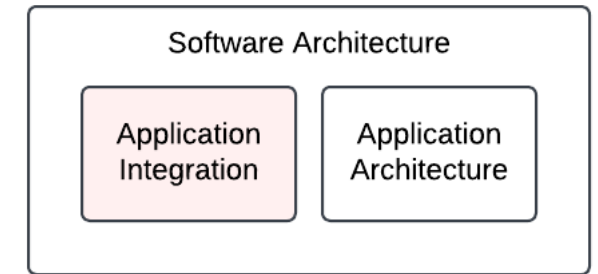 Software Architecture
Application
Integration
Application
Architecture